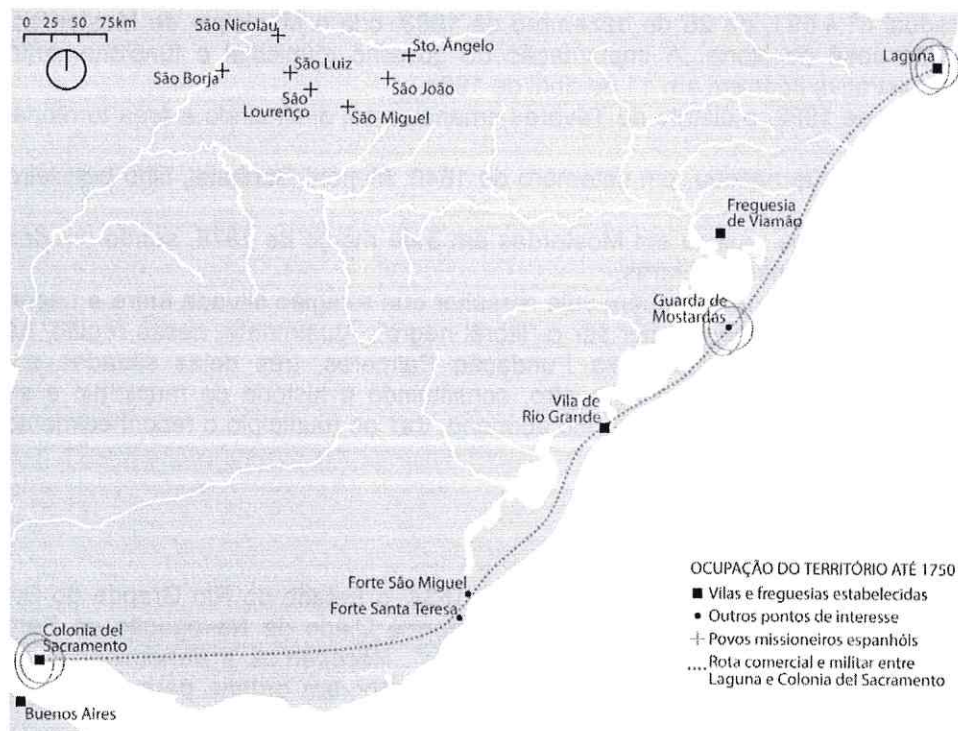 0 25 50 75km
São Nicolau
Sto. Ângelo
São Luiz
São Borja
São João
São
Lourenço
São Miguel
Laguna
Freguesia
de Viamão
Guarda de
Mostardas
Vila de
Rio Grande
Forte São Miguel
Forte Santa Teresa
Colonia del
Sacramento
Buenos Aires
OCUPAÇÃO DO TERRITÓRIO ATÉ 1750
Vilas e freguesias estabelecidas
Outros pontos de interesse
Povos missioneiros espanhóis
Rota comercial e militar entre
Laguna e Colonia del Sacramento